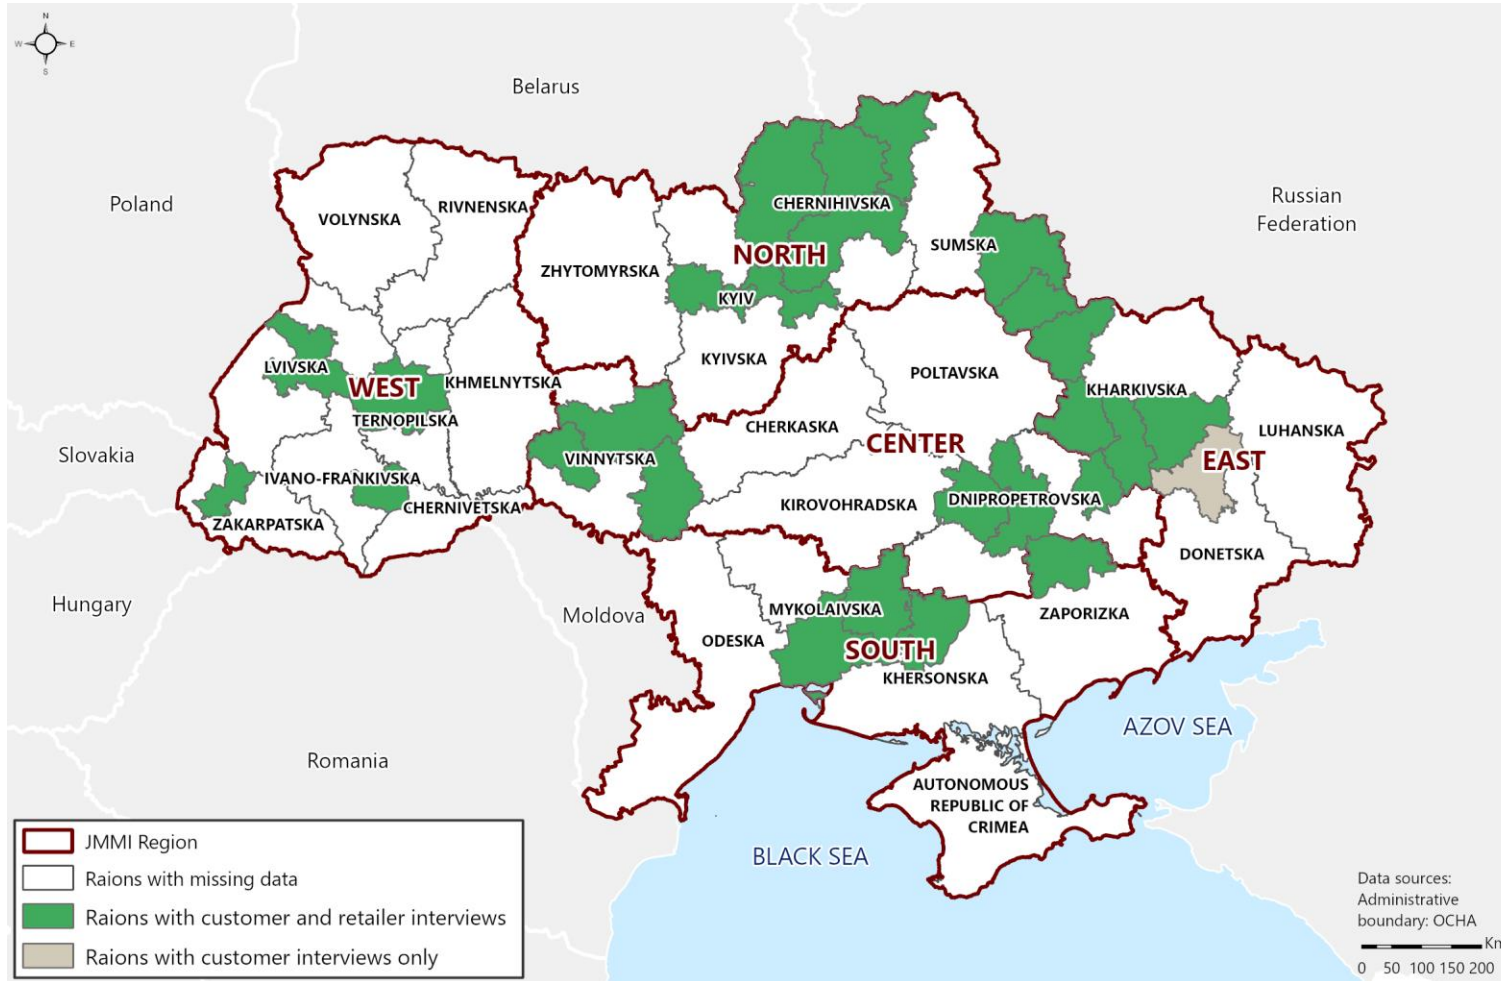 N
W
E
S
Belarus
Poland
Russian
Federation
VOLYNSKA
RIVNENSKA
CHERNIHIVSKA
NORTH
SUMSKA
ZHYTOMYRSKA
KYIV
KYIVSKA
LVIVSKA
WEST
KHMELNYTSKA
TERNOPILSKA
POLTAVSKA
KHARKIVSKA
CHERKASKA
CENTER
LUHANSKA
EAST
Slovakia
VINNYTSKA
IVANO-FRANKIVSKA
KIROVOHRADSKA
DNIPROPETROVSKA
CHERNIVETSKA
ZAKARPATSKA
DONETSKA
Hungary
Moldova
MYKOLAIVSKA
ZAPORIZKA
ODESKA
SOUTH
KHERSONSKA
AZOV SEA
Romania
AUTONOMOUS
REPUBLIC OF
CRIMEA
BLACK SEA
JMMI Region
Raions with missing data
Raions with customer and retailer interviews
Raions with customer interviews only
Data sources:
Administrative
boundary: OCHA
Km
0 50 100 150 200